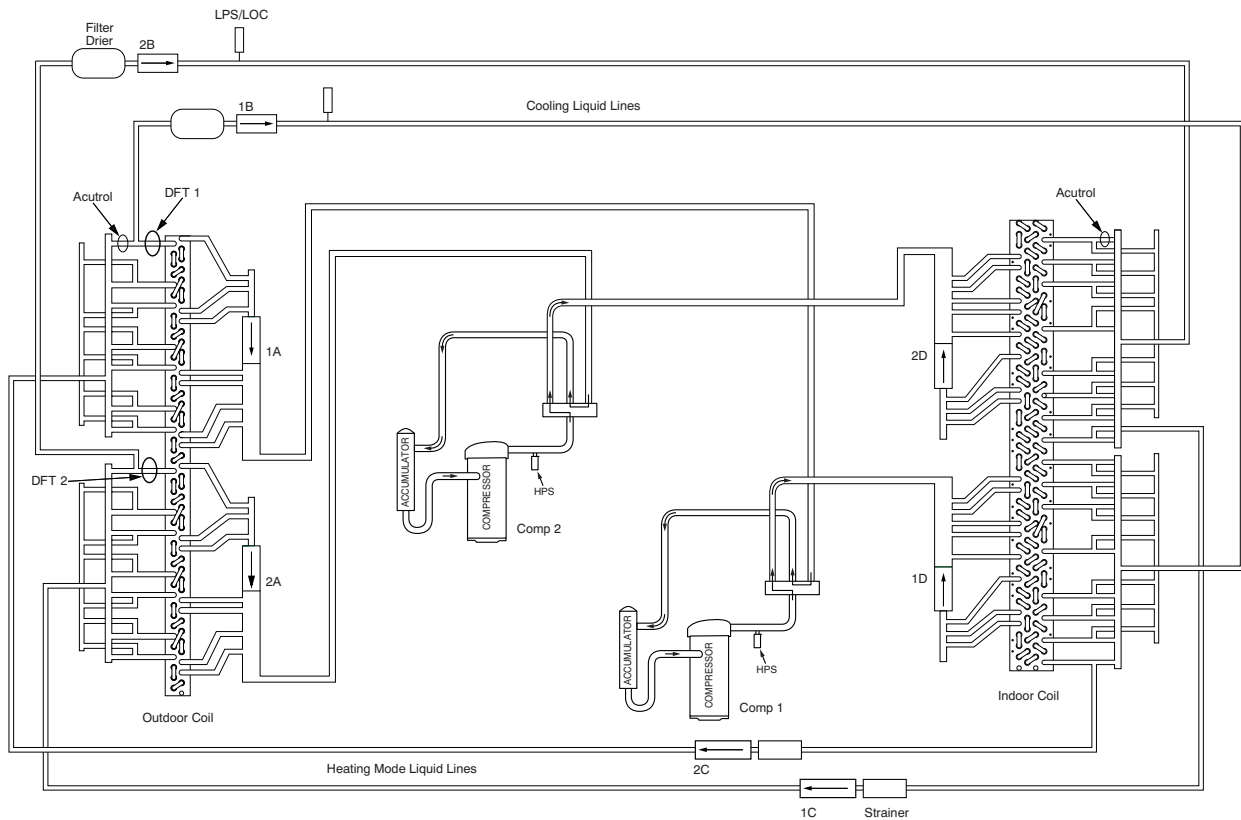 LPS/LOC
Filter
Drier
2B
1B
Cooling Liquid Lines
Acutrol
DFT 1
Acutrol
1A
2D
ACCUMULATOR
COMPRESSOR
HPS
DFT 2
Comp 2
2A
1D
ACCUMULATOR
COMPRESSOR
HPS
Comp 1
Outdoor Coil
Indoor Coil
Heating Mode Liquid Lines
2C
1C
Strainer